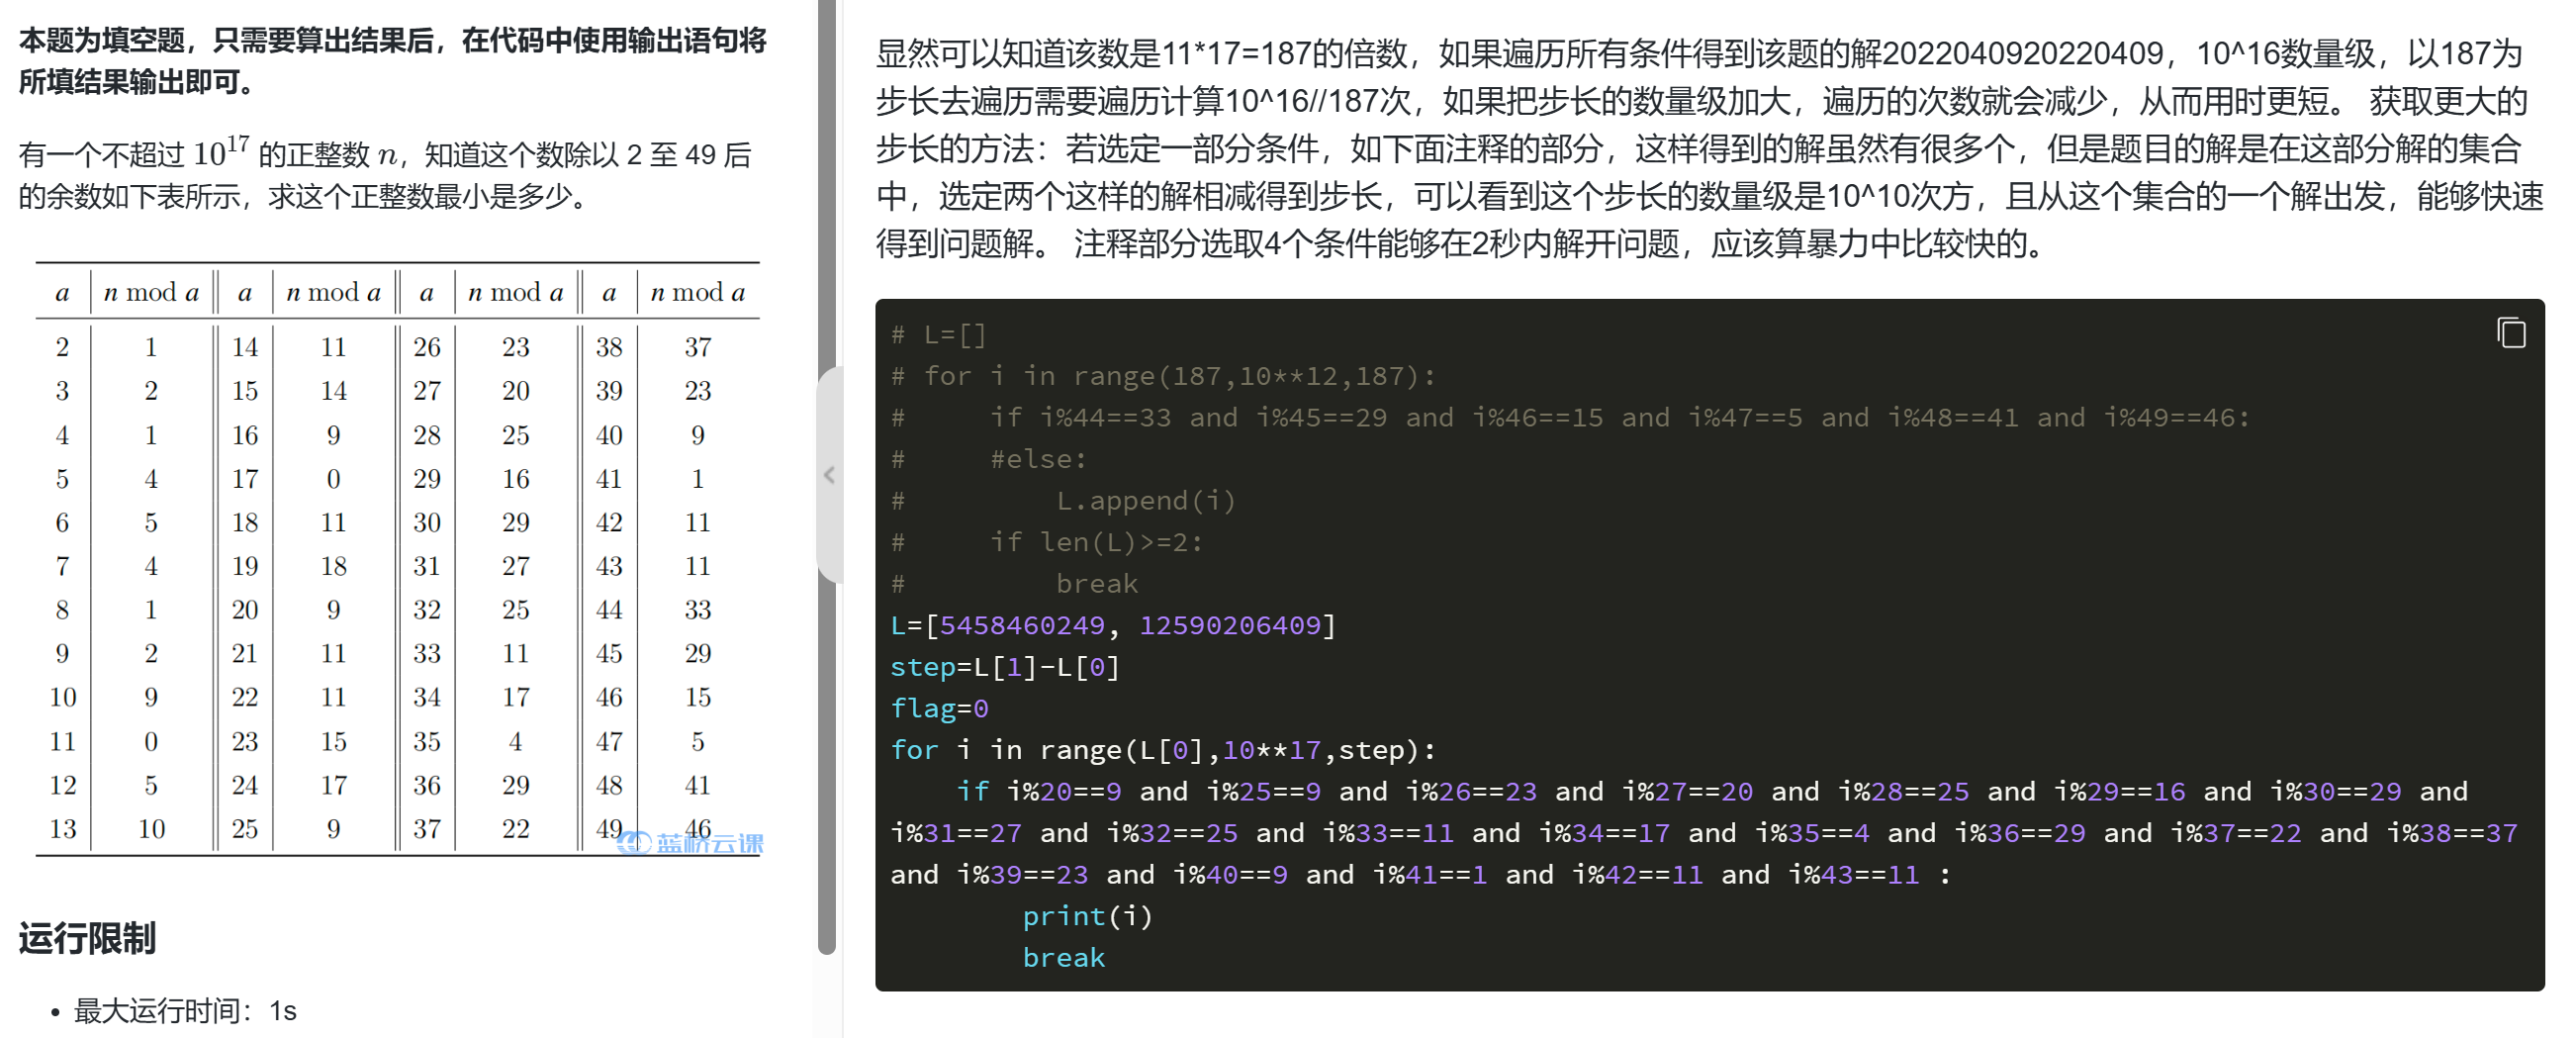 本题为填空题，只需要算出结果后，在代码中使用输出语句将
所填结果输出即可。
有一个不超过 10^17 的正整数 n，知道这个数除以 2 至 49 后
的余数如下表所示，求这个正整数最小是多少。
a n mod a a n mod a a n mod a a n mod a
2 1 14 11 26 23 38 37
3 2 15 14 27 20 39 23
4 1 16 9 28 25 40 9
5 4 17 0 29 16 41 1
6 5 18 11 30 29 42 11
7 4 19 18 31 27 43 11
8 1 20 9 32 25 44 33
9 2 21 11 33 11 45 29
10 9 22 11 34 17 46 15
11 0 23 15 35 4 47 5
12 5 24 17 36 29 48 41
13 10 25 9 37 22 49 46
蓝桥云课
运行限制
• 最大运行时间：1s
显然可以知道该数是11*17=187的倍数，如果遍历所有条件得到该题的解2022040920220409，10^16数量级，以187为
步长去遍历需要遍历计算10^16//187次，如果把步长的数量级加大，遍历的次数就会减少，从而用时更短。 获取更大的
步长的方法：若选定一部分条件，如下面注释的部分，这样得到的解虽然有很多个，但是题目的解是在这部分解的集合
中，选定两个这样的解相减得到步长，可以看到这个步长的数量级是10^10次方，且从这个集合的一个解出发，能够快速
得到问题解。 注释部分选取4个条件能够在2秒内解开问题，应该算暴力中比较快的。
# L=[]
# for i in range(187,10**12,187):
#     if i%44==33 and i%45==29 and i%46==15 and i%47==5 and i%48==41 and i%49==46:
#     #else:
#         L.append(i)
#     if len(L)>=2:
#         break
L=[5458460249, 12590206409]
step=L[1]-L[0]
flag=0
for i in range(L[0],10**17,step):
    if i%20==9 and i%25==9 and i%26==23 and i%27==20 and i%28==25 and i%29==16 and i%30==29 and
i%31==27 and i%32==25 and i%33==11 and i%34==17 and i%35==4 and i%36==29 and i%37==22 and i%38==37
and i%39==23 and i%40==9 and i%41==1 and i%42==11 and i%43==11 :
        print(i)
        break